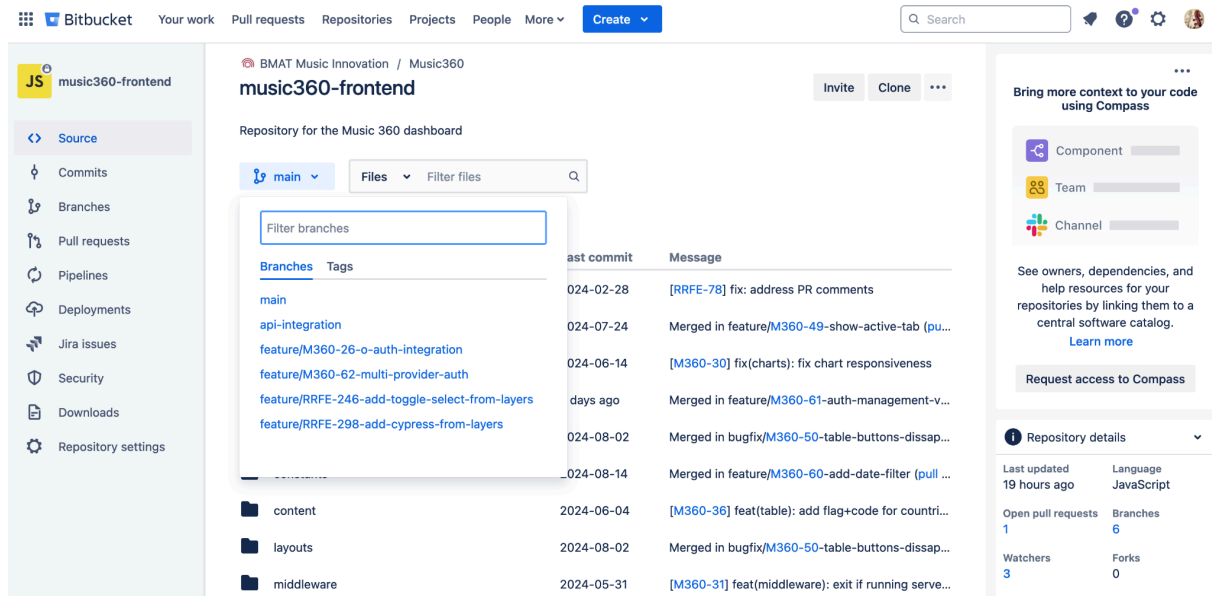 Bitbucket Your work Pull requests Repositories Projects People More Create Search
JS music360-frontend
Source
Commits
Branches
Pull requests
Pipelines
Deployments
Jira issues
Security
Downloads
Repository settings
BMAT Music Innovation / Music360
music360-frontend
Invite Clone
Repository for the Music 360 dashboard
main Files Filter files
Filter branches
Branches Tags
main
api-integration
feature/M360-26-o-auth-integration
feature/M360-62-multi-provider-auth
feature/RRFE-246-add-toggle-select-from-layers
feature/RRFE-298-add-cypress-from-layers
ast commit Message
024-02-28 [RRFE-78] fix: address PR comments
024-07-24 Merged in feature/M360-49-show-active-tab (pu...
024-06-14 [M360-30] fix(charts): fix chart responsiveness
days ago Merged in feature/M360-61-auth-management-v...
024-08-02 Merged in bugfix/M360-50-table-buttons-dissap...
2024-08-14 Merged in feature/M360-60-add-date-filter (pull ...
content 2024-06-04 [M360-36] feat(table): add flag+code for countri...
layouts 2024-08-02 Merged in bugfix/M360-50-table-buttons-dissap...
middleware 2024-05-31 [M360-31] feat(middleware): exit if running serve...
Bring more context to your code
using Compass
Component
Team
Channel
See owners, dependencies, and
help resources for your
repositories by linking them to a
central software catalog.
Learn more
Request access to Compass
Repository details
Last updated Language
19 hours ago JavaScript
Open pull requests Branches
1 6
Watchers Forks
3 0